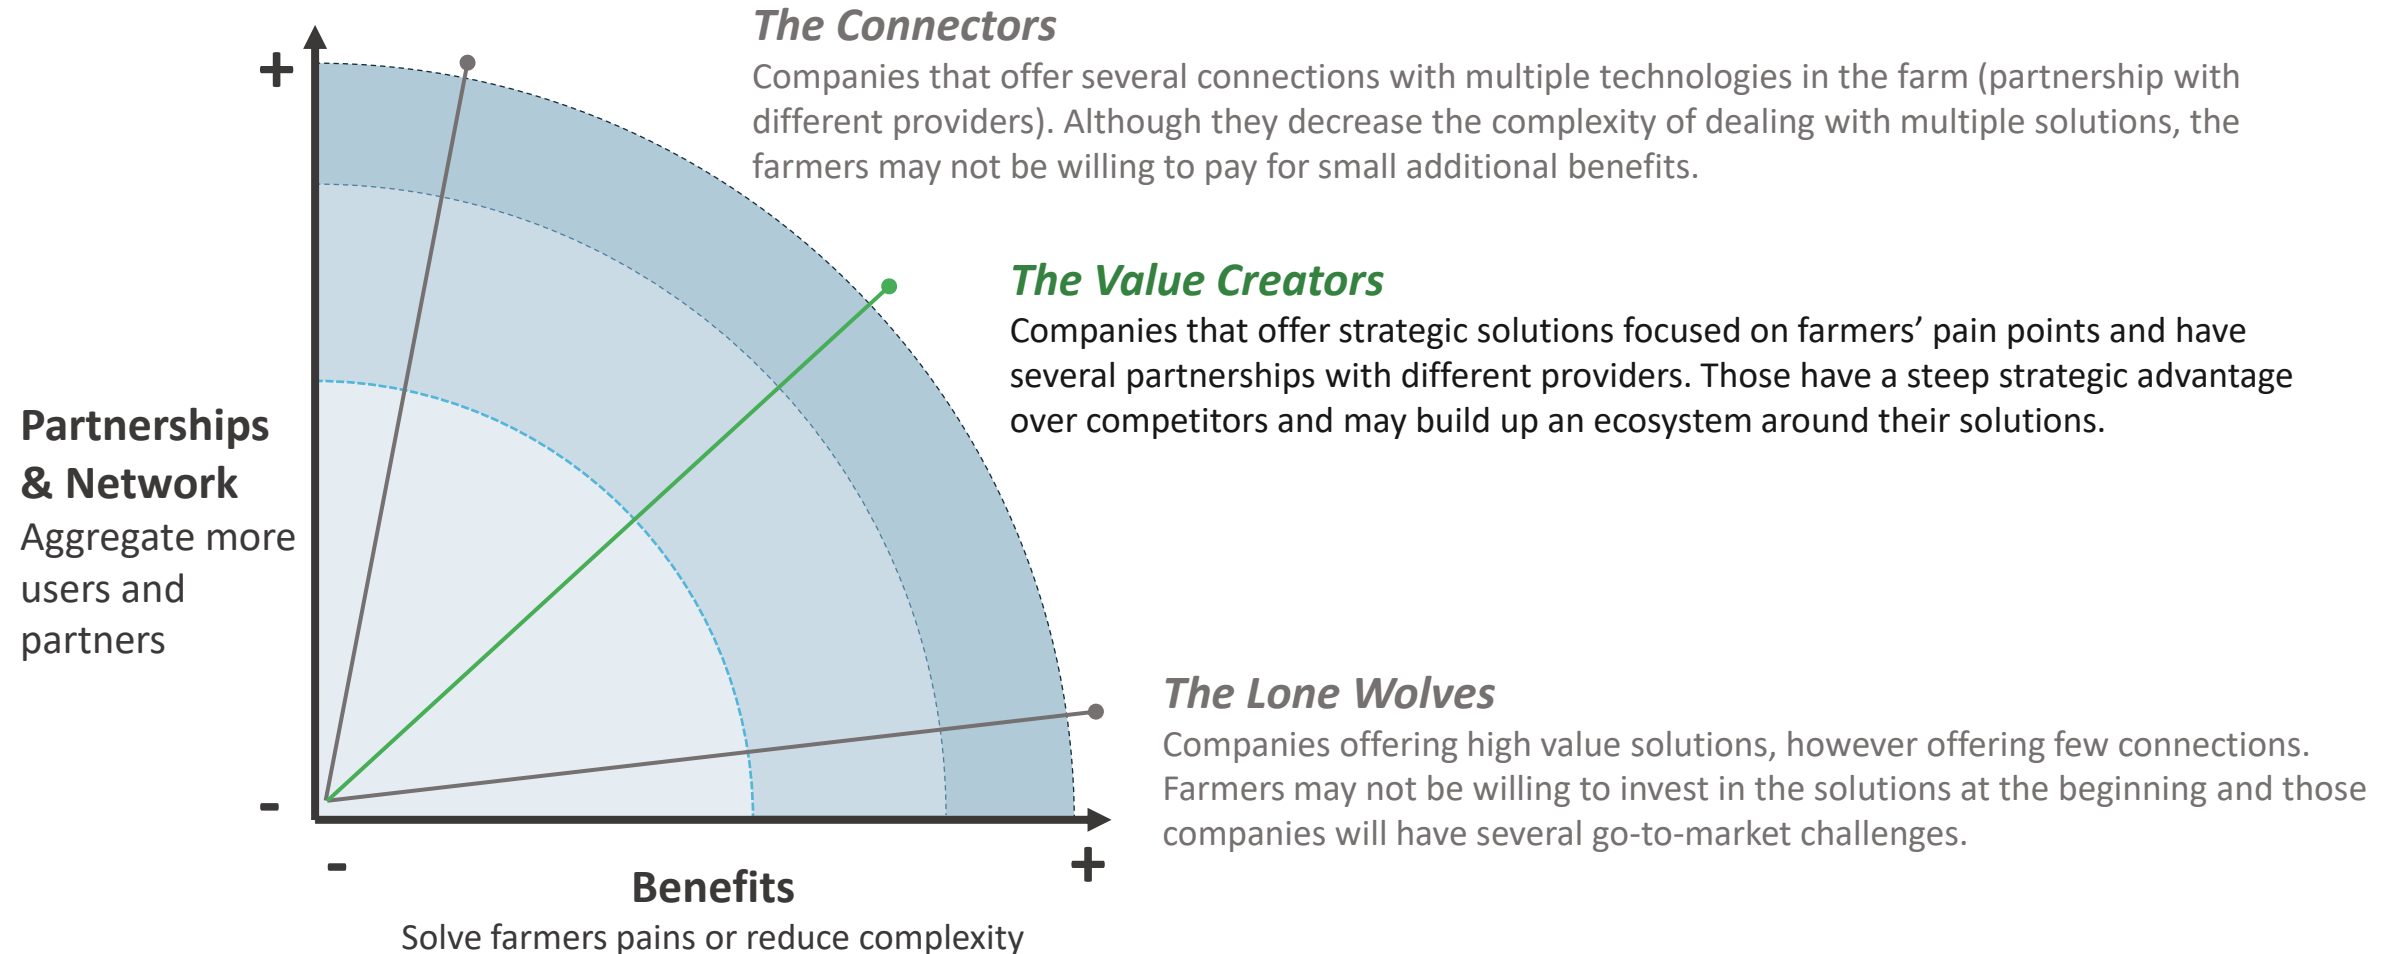 The Connectors
Companies that offer several connections with multiple technologies in the farm (partnership with
different providers). Although they decrease the complexity of dealing with multiple solutions, the
farmers may not be willing to pay for small additional benefits.
+
The Value Creators
Companies that offer strategic solutions focused on farmers’ pain points and have
several partnerships with different providers. Those have a steep strategic advantage
over competitors and may build up an ecosystem around their solutions.
Partnerships
& Network
Aggregate more
users and
partners
The Lone Wolves
Companies offering high value solutions, however offering few connections.
Farmers may not be willing to invest in the solutions at the beginning and those
companies will have several go-to-market challenges.
-
-
+
Benefits
Solve farmers pains or reduce complexity